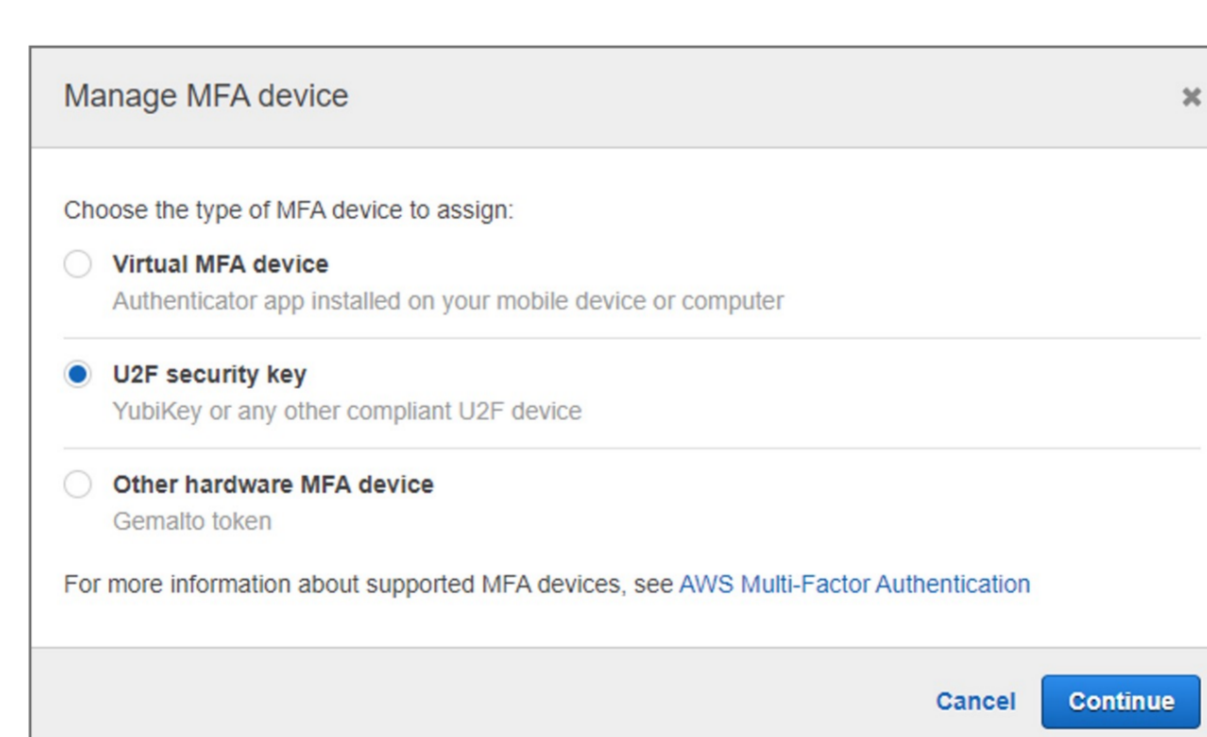 Manage MFA device
Choose the type of MFA device to assign:
Virtual MFA device
Authenticator app installed on your mobile device or computer
U2F security key
YubiKey or any other compliant U2F device
Other hardware MFA device
Gemalto token
For more information about supported MFA devices, see AWS Multi-Factor Authentication
Cancel Continue